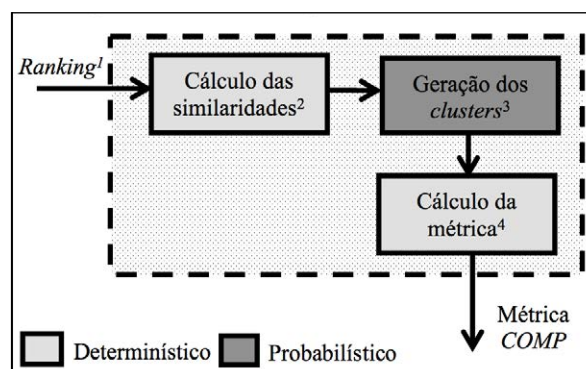 Ranking¹
Cálculo das
similaridades²
Geração dos
clusters³
Cálculo da
métrica⁴
Métrica
COMP
Determinístico
Probabilístico